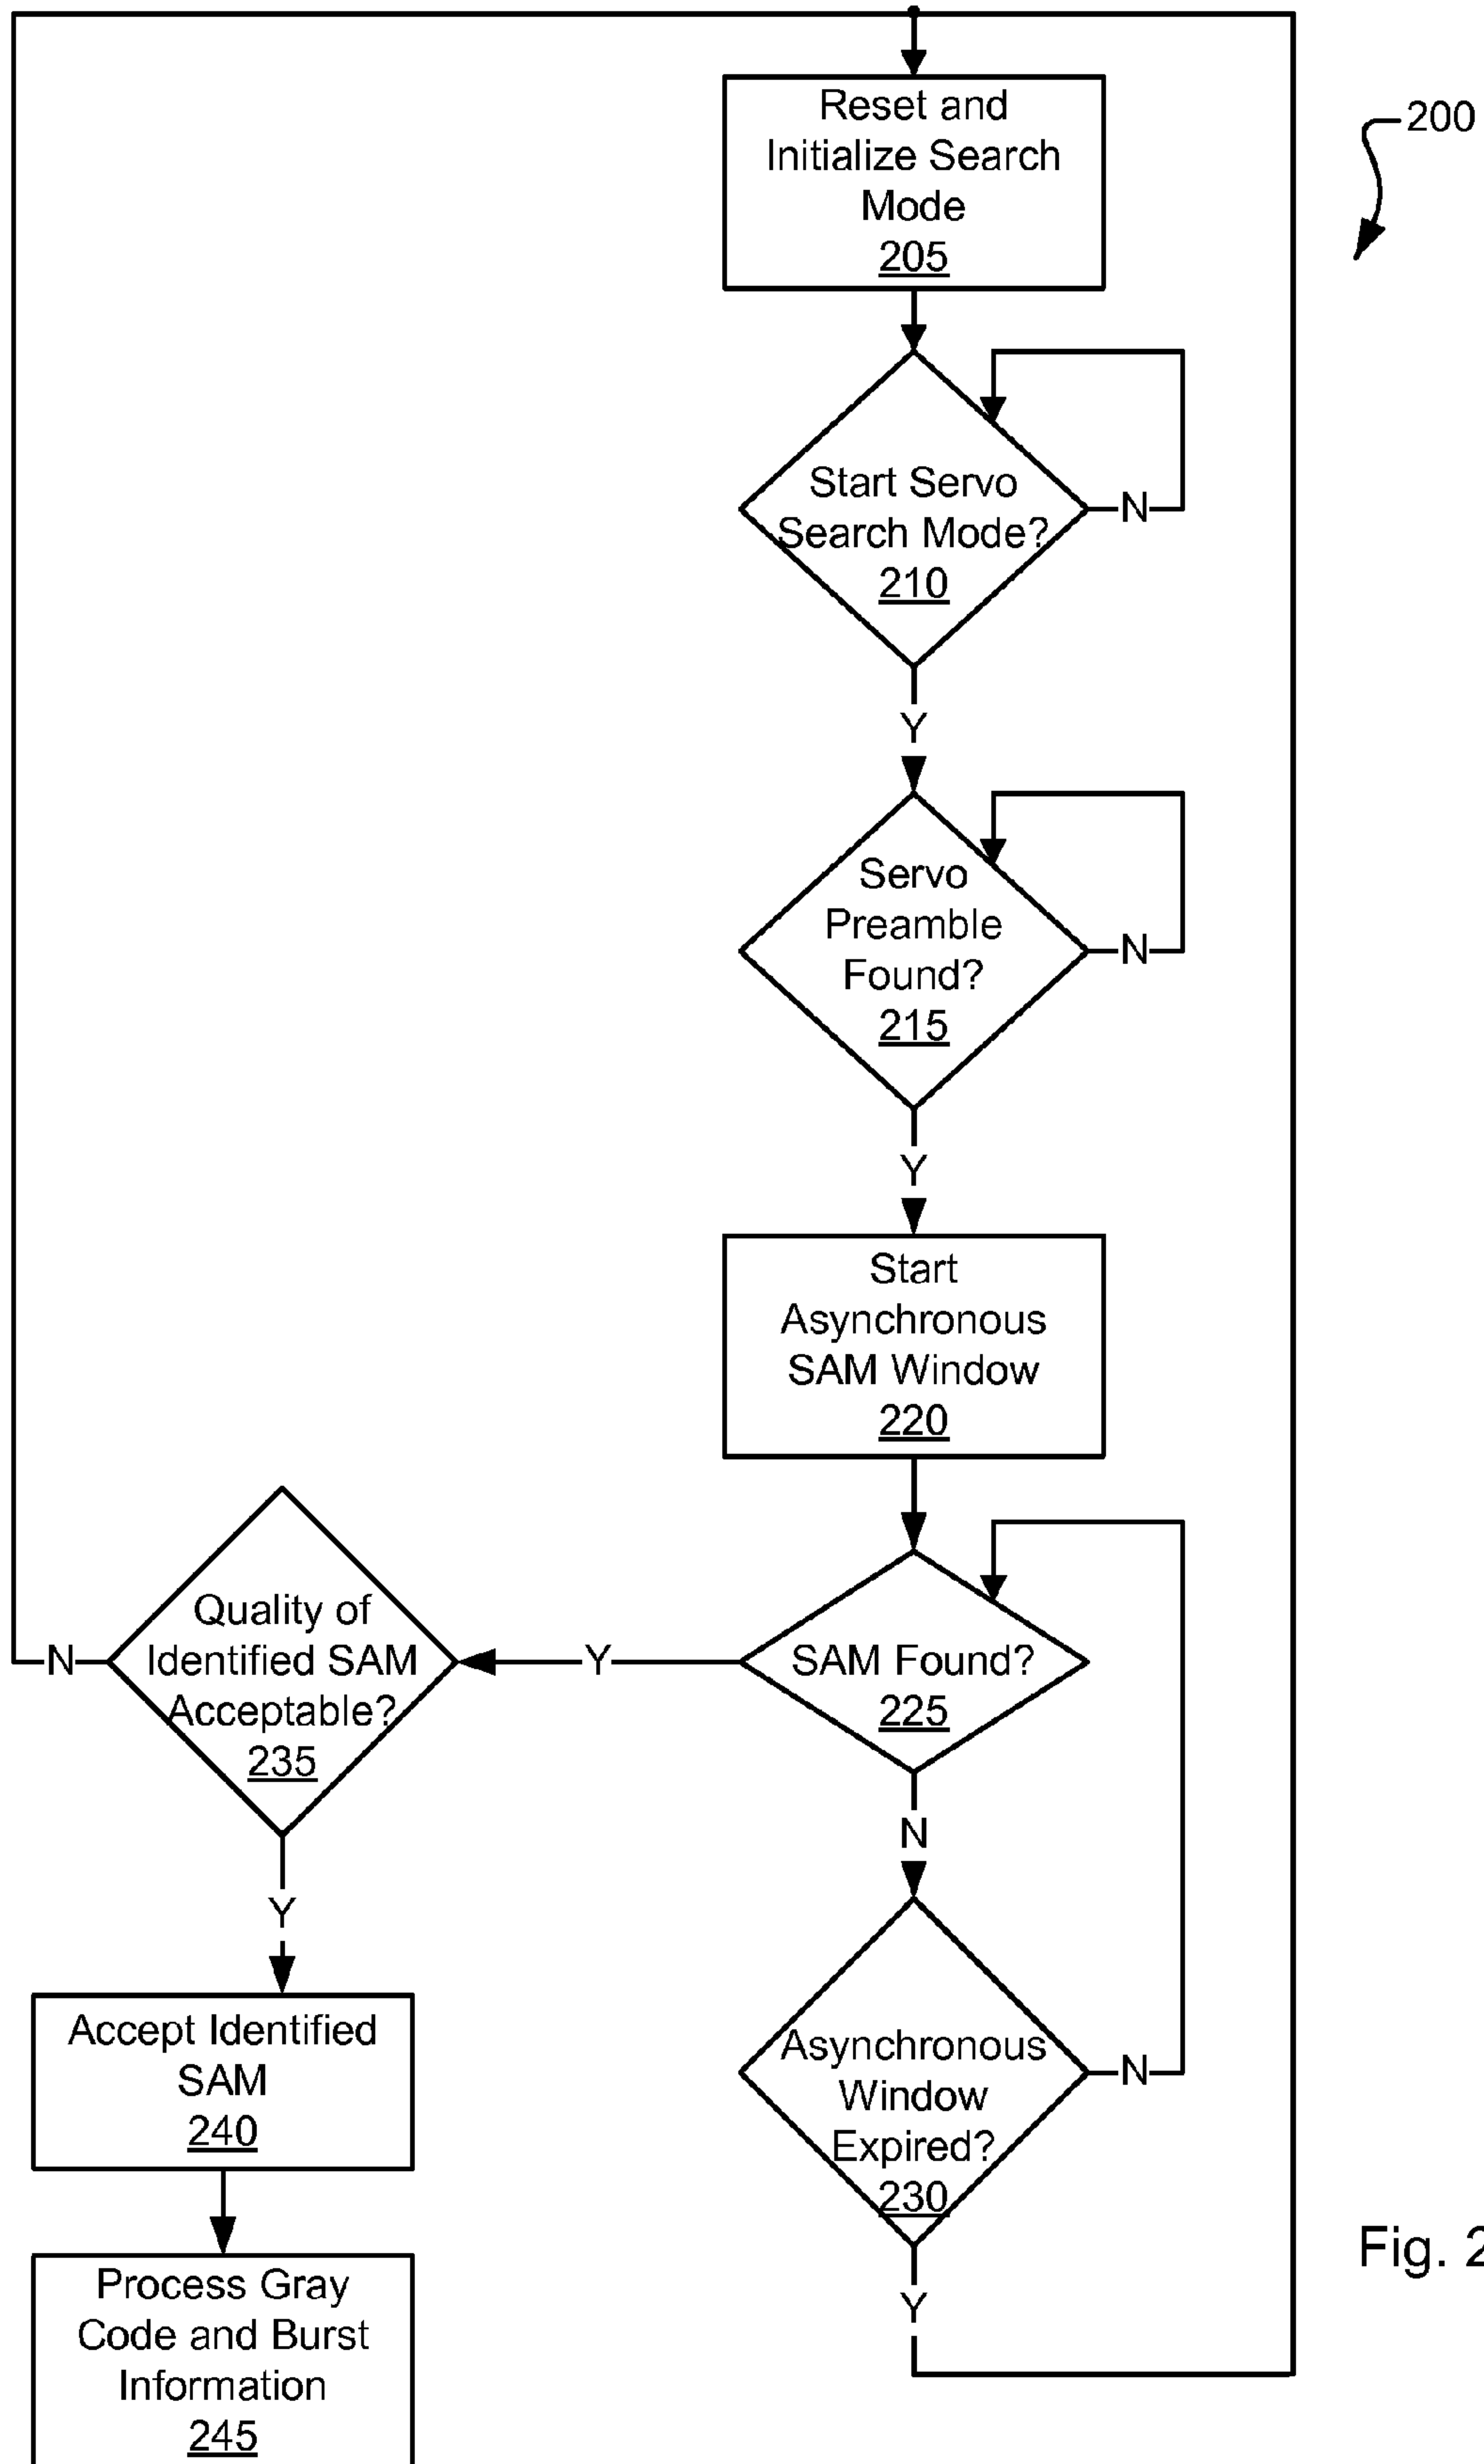 Reset and
Initialize Search
Mode
205
200
Start Servo
Search Mode?
210
N
Y
Servo
Preamble
Found?
215
N
Y
Start
Asynchronous
SAM Window
220
Quality of
Identified SAM
Acceptable?
235
N
Y
SAM Found?
225
N
Y
Accept Identified
SAM
240
Asynchronous
Window
Expired?
230
N
Y
Process Gray
Code and Burst
Information
245
Fig. 2